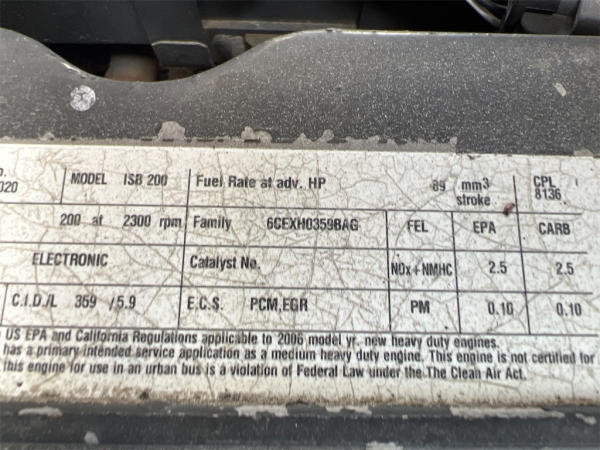 MODEL ISB 200 Fuel Rate at adv. HP 89 mm3 stroke CPL 8136
020
200 at 2300 rpm Family 6CEXH0359BAG FEL EPA CARB
ELECTRONIC Catalyst No. NOx+NMHC 2.5 2.5
C.I.D./L 359 /5.9 E.C.S. PCM,EGR PM 0.10 0.10
US EPA and California Regulations applicable to 2006 model yr. new heavy duty engines.
has a primary intended service application as a medium heavy duty engine. This engine is not certified for
this engine for use in an urban bus is a violation of Federal Law under the The Clean Air Act.